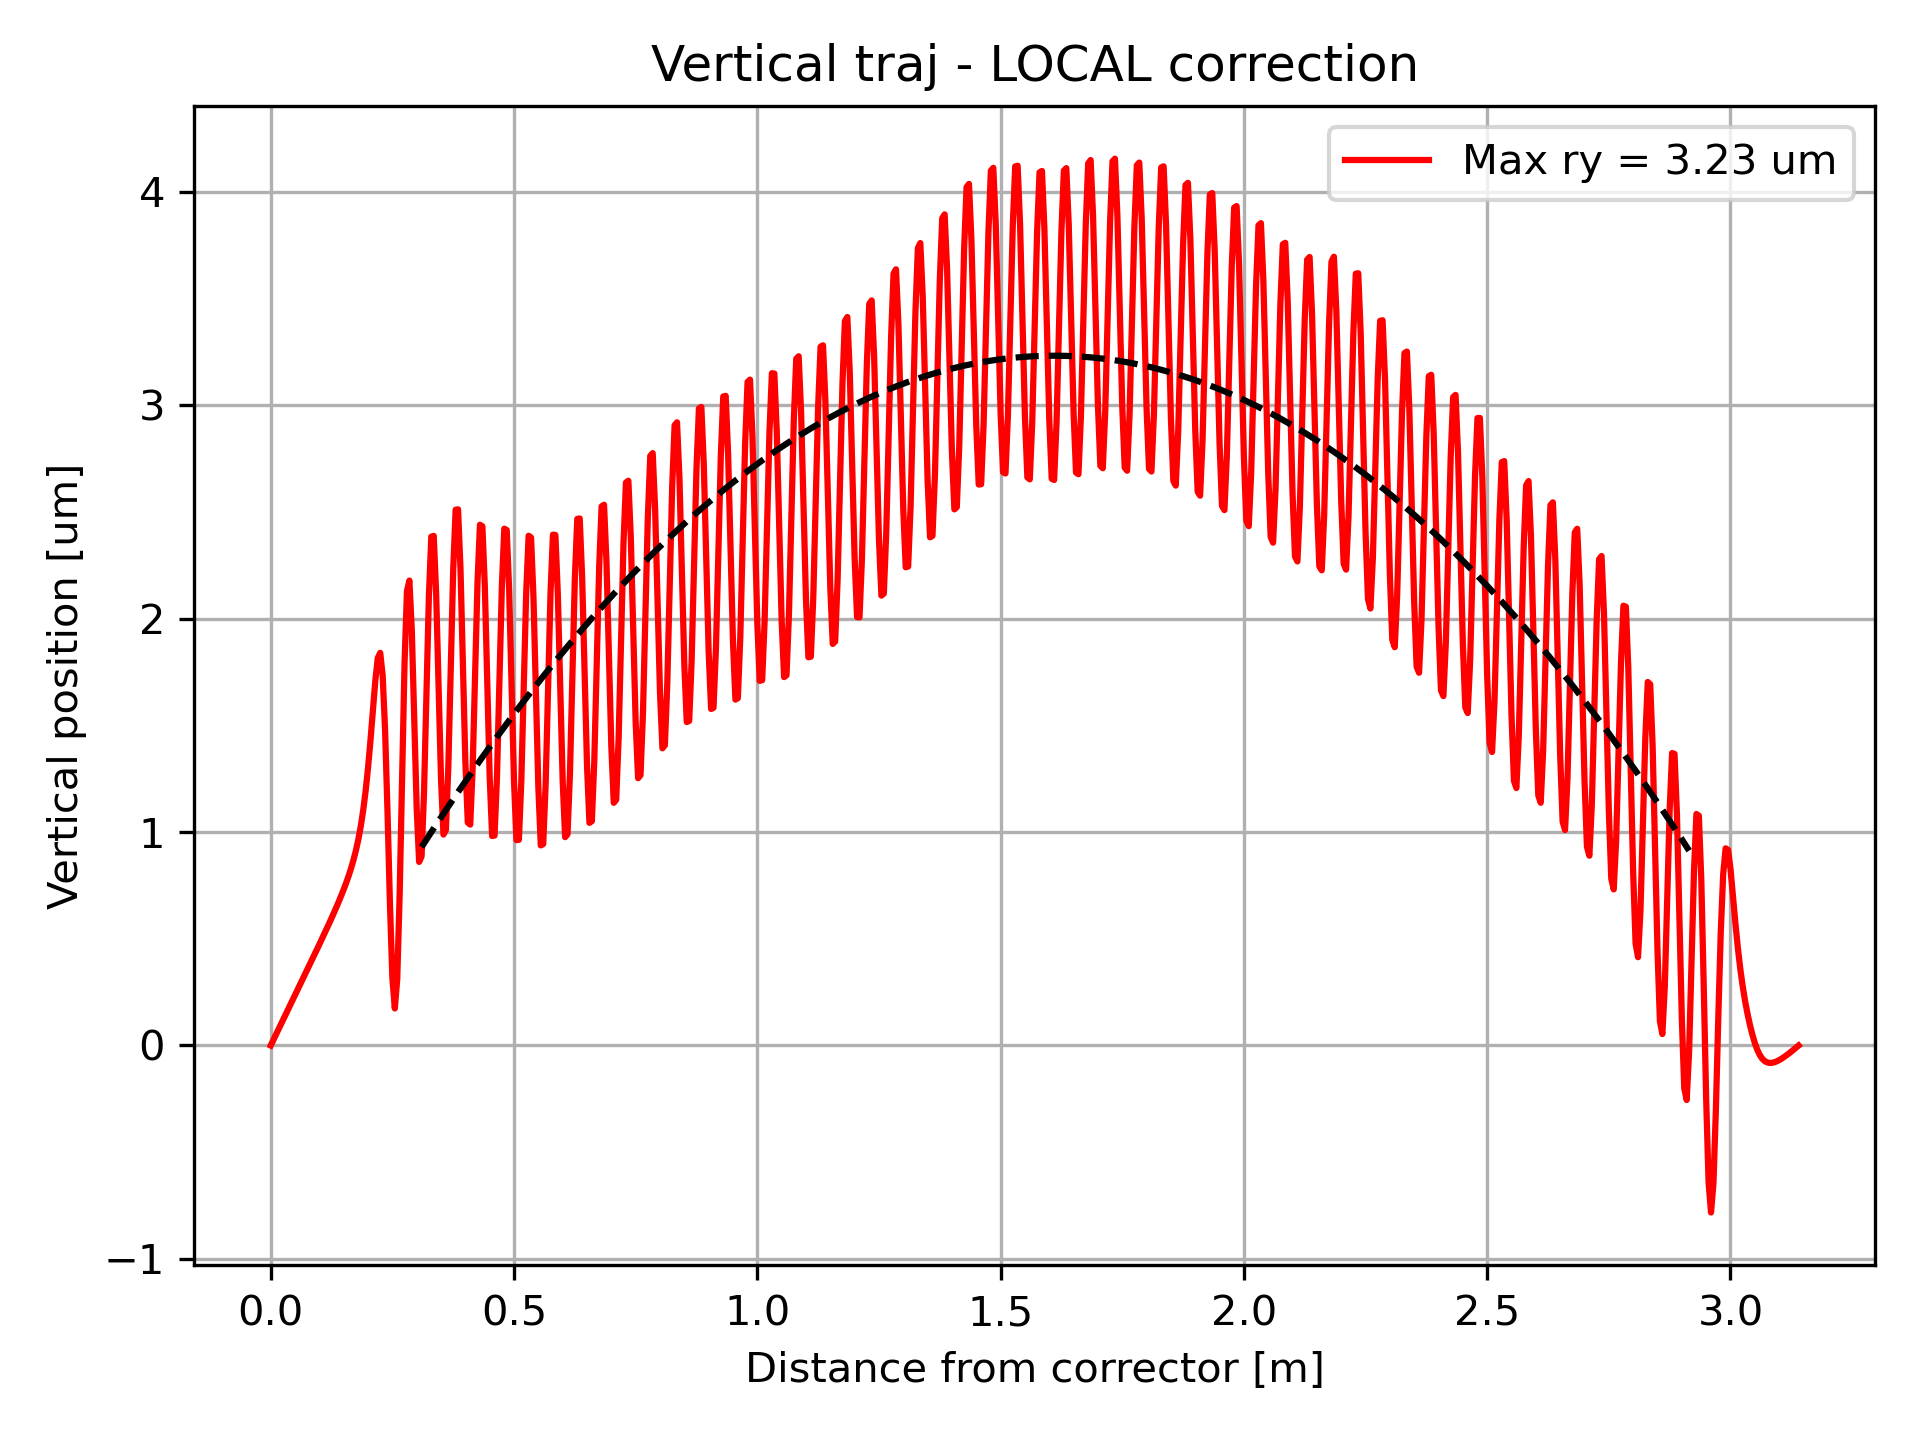 Vertical traj - LOCAL correction
Max ry = 3.23 um
Vertical position [um]
4
3
2
1
0
−1
0.0 0.5 1.0 1.5 2.0 2.5 3.0
Distance from corrector [m]